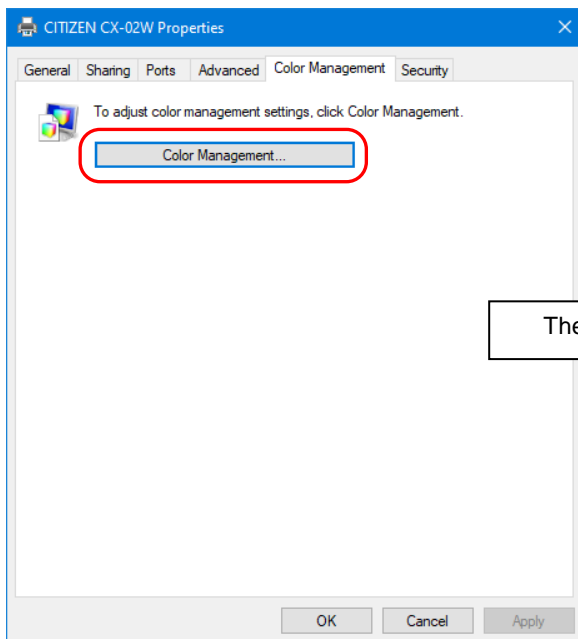 CITIZEN CX-02W Properties
General Sharing Ports Advanced Color Management Security
To adjust color management settings, click Color Management.
Color Management...
The
OK Cancel Apply